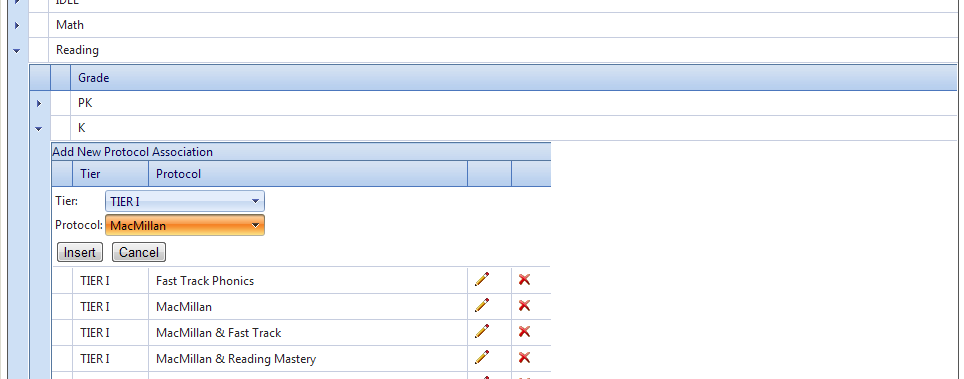 IDEL
Math
Reading
Grade
PK
K
Add New Protocol Association
Tier Protocol
Tier: TIER I
Protocol: MacMillan
Insert Cancel
TIER I Fast Track Phonics
TIER I MacMillan
TIER I MacMillan & Fast Track
TIER I MacMillan & Reading Mastery